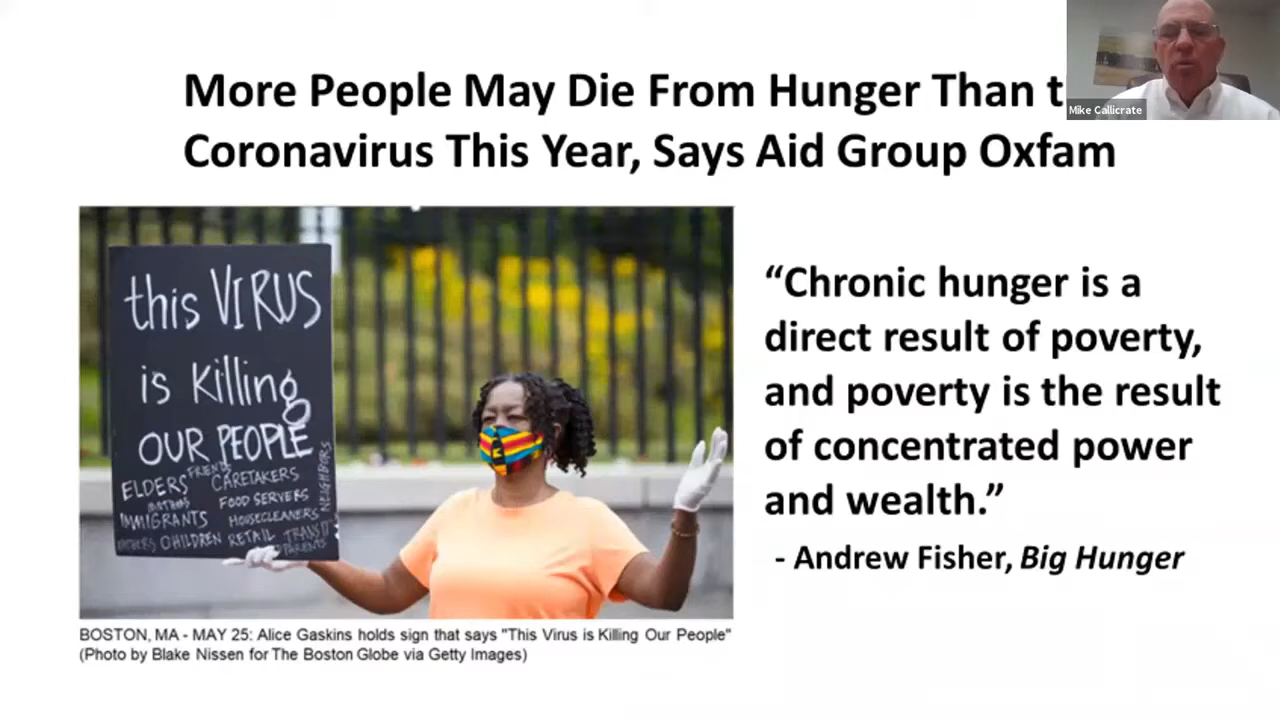 More People May Die From Hunger Than t
Mike Callicrate
Coronavirus This Year, Says Aid Group Oxfam
this VIRUS
is Killing
OUR PEOPLE
FRIENDS
ELDERS CARETAKERS
NEIGHBORS
FOOD SERVERS
IMMIGRANTS HOUSECLEANERS
CHILDREN RETAIL TRANSIT
PARENTS
“Chronic hunger is a
direct result of poverty,
and poverty is the result
of concentrated power
and wealth.”
- Andrew Fisher, Big Hunger
BOSTON, MA - MAY 25: Alice Gaskins holds sign that says "This Virus is Killing Our People"
(Photo by Blake Nissen for The Boston Globe via Getty Images)